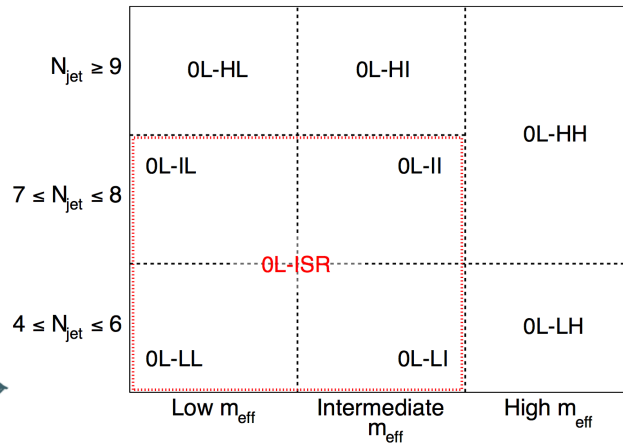 N_jet ≥ 9
0L-HL
0L-HI
0L-HH
0L-IL
0L-II
7 ≤ N_jet ≤ 8
0L-ISR
4 ≤ N_jet ≤ 6
0L-LH
0L-LL
0L-LI
Low m_eff
Intermediate
m_eff
High m_eff